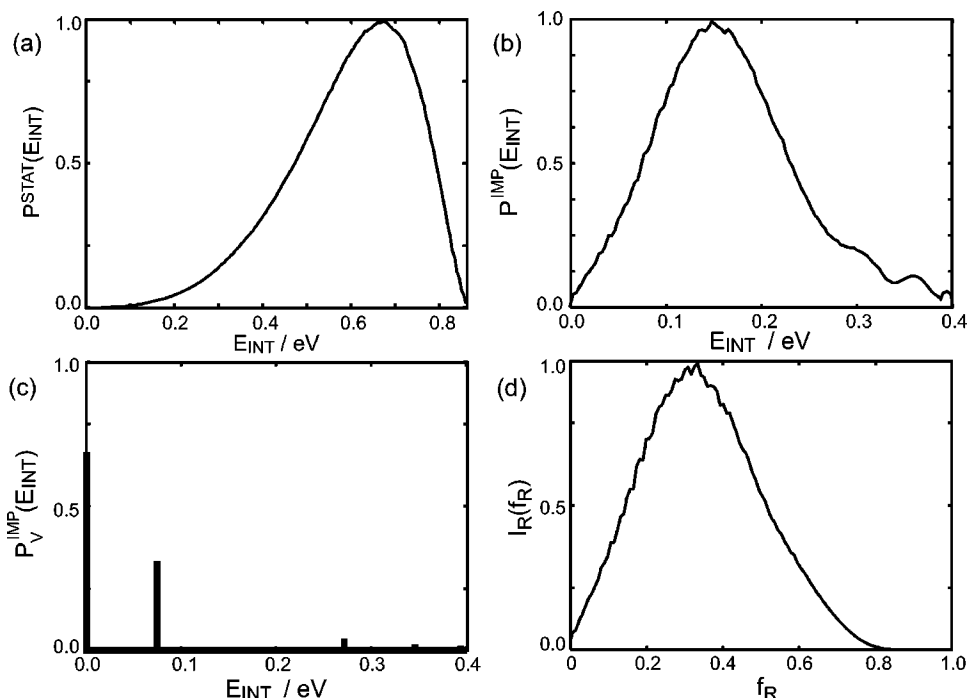 (a)
1.0
0.5
0.0
P^STAT(E_INT)
0.0 0.2 0.4 0.6 0.8
E_INT / eV
(b)
1.0
0.5
0.0
P^IMP(E_INT)
0.0 0.1 0.2 0.3 0.4
E_INT / eV
(c)
1.0
0.5
0.0
P_V^IMP(E_INT)
0.0 0.1 0.2 0.3 0.4
E_INT / eV
(d)
1.0
0.5
0.0
I_R(f_R)
0 0.2 0.4 0.6 0.8 1.0
f_R